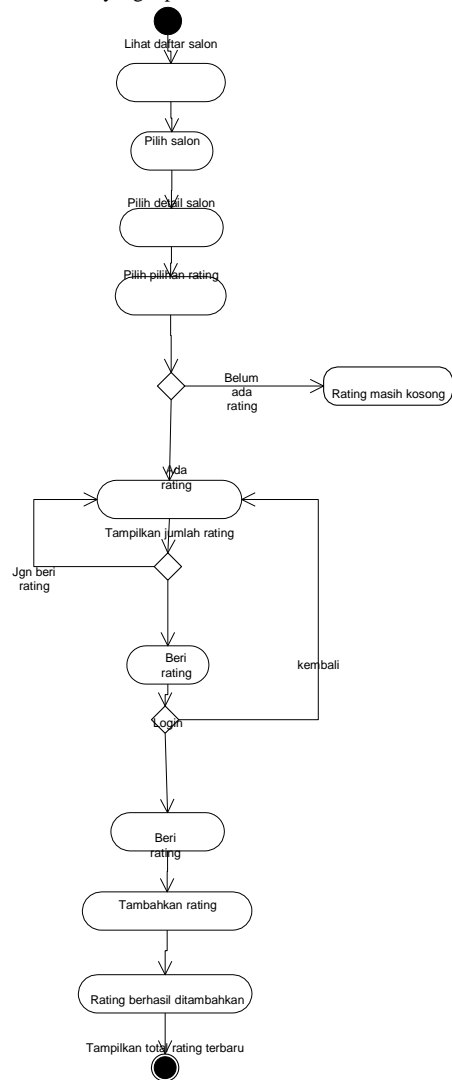 Lihat daftar salon
Pilih salon
Pilih detail salon
Pilih pilihan rating
Belum
ada
rating
Rating masih kosong
Ada
rating
Tampilkan jumlah rating
Jgn beri
rating
Beri
rating
kembali
Login
Beri
rating
Tambahkan rating
Rating berhasil ditambahkan
Tampilkan total rating terbaru